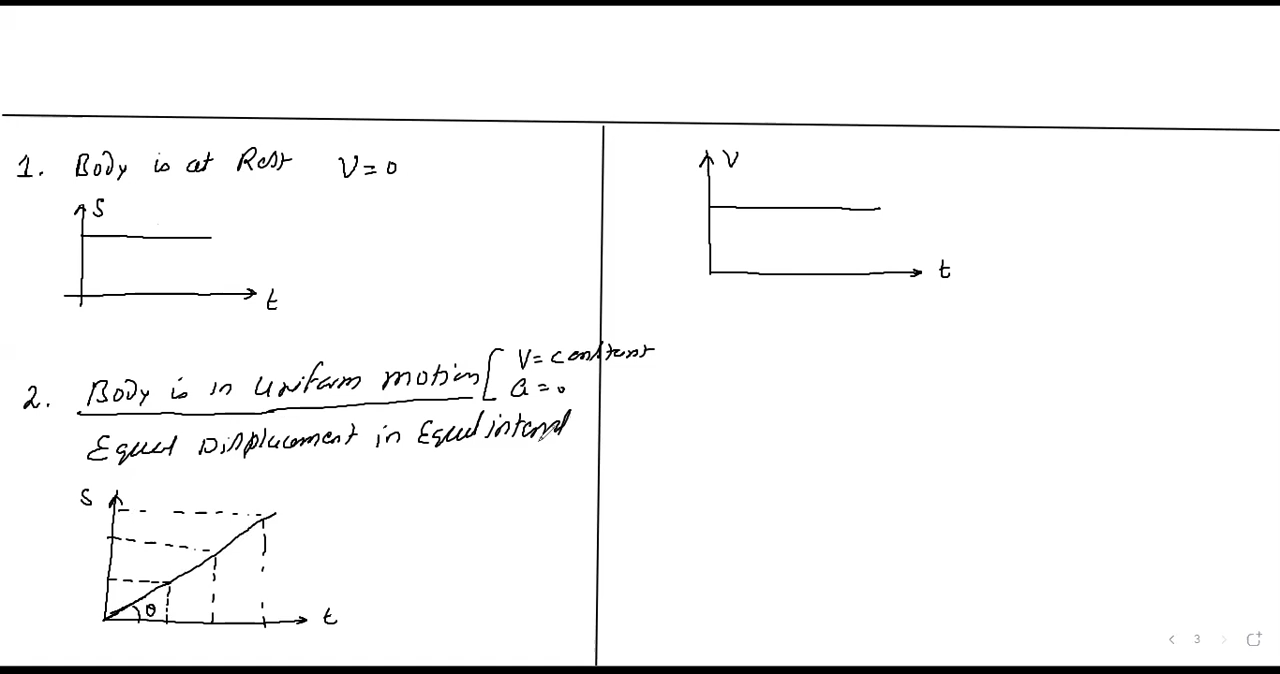 1. Body is at Rest V=0
S
t
2. Body is in Uniform motion [ V= constant
a=0
Equal Displacement in Equal interval
S
θ
t
V
t
3